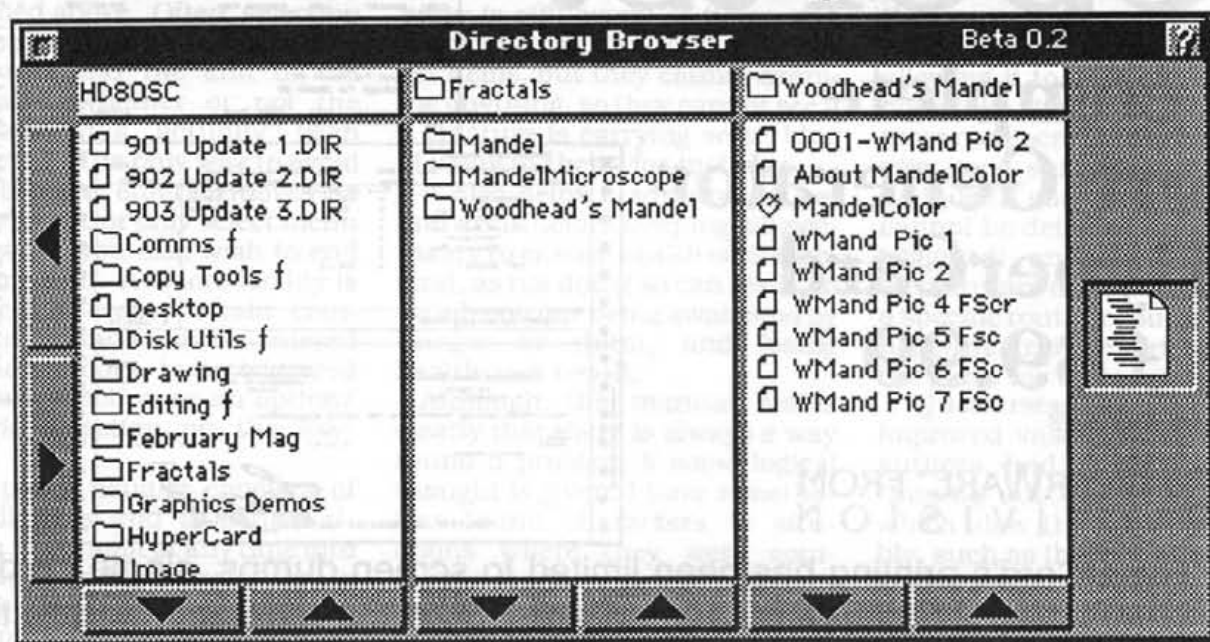 Directory Browser
Beta 0.2
HD80SC
Fractals
Woodhead's Mandel
901 Update 1.DIR
902 Update 2.DIR
903 Update 3.DIR
Comms ƒ
Copy Tools ƒ
Desktop
Disk Utils ƒ
Drawing
Editing ƒ
February Mag
Fractals
Graphics Demos
HyperCard
Image
Mandel
MandelMicroscope
Woodhead's Mandel
0001-WMand Pic 2
About MandelColor
MandelColor
WMand Pic 1
WMand Pic 2
WMand Pic 4 FScr
WMand Pic 5 Fsc
WMand Pic 6 FSc
WMand Pic 7 FSc